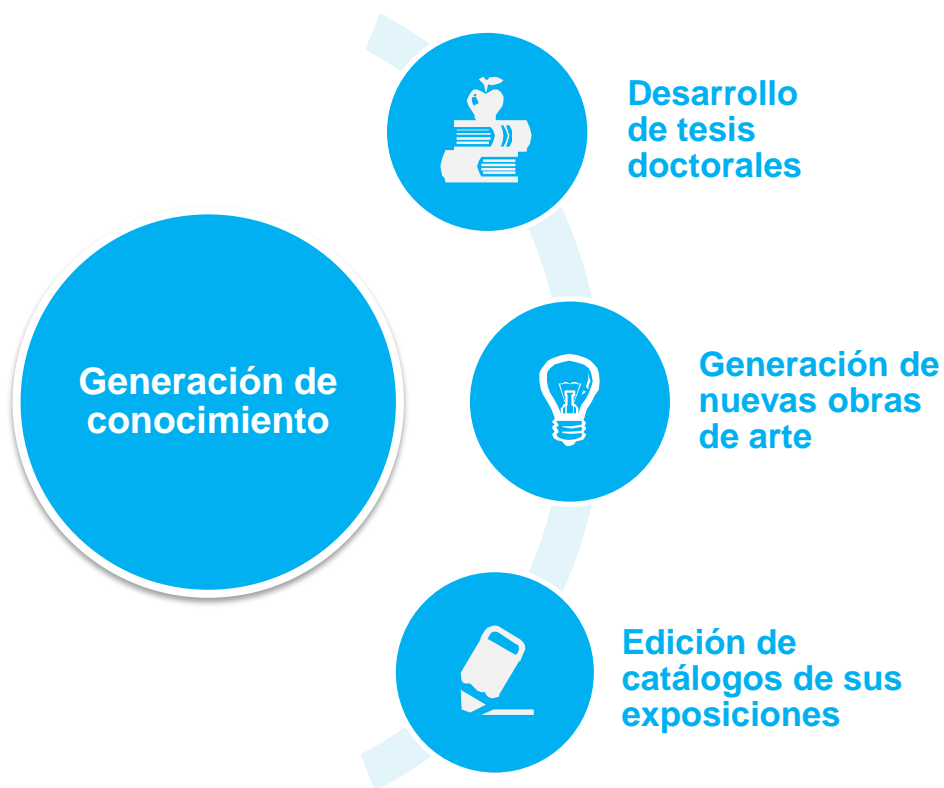 Generación de
conocimiento
Desarrollo
de tesis
doctorales
Generación de
nuevas obras
de arte
Edición de
catálogos de sus
exposiciones